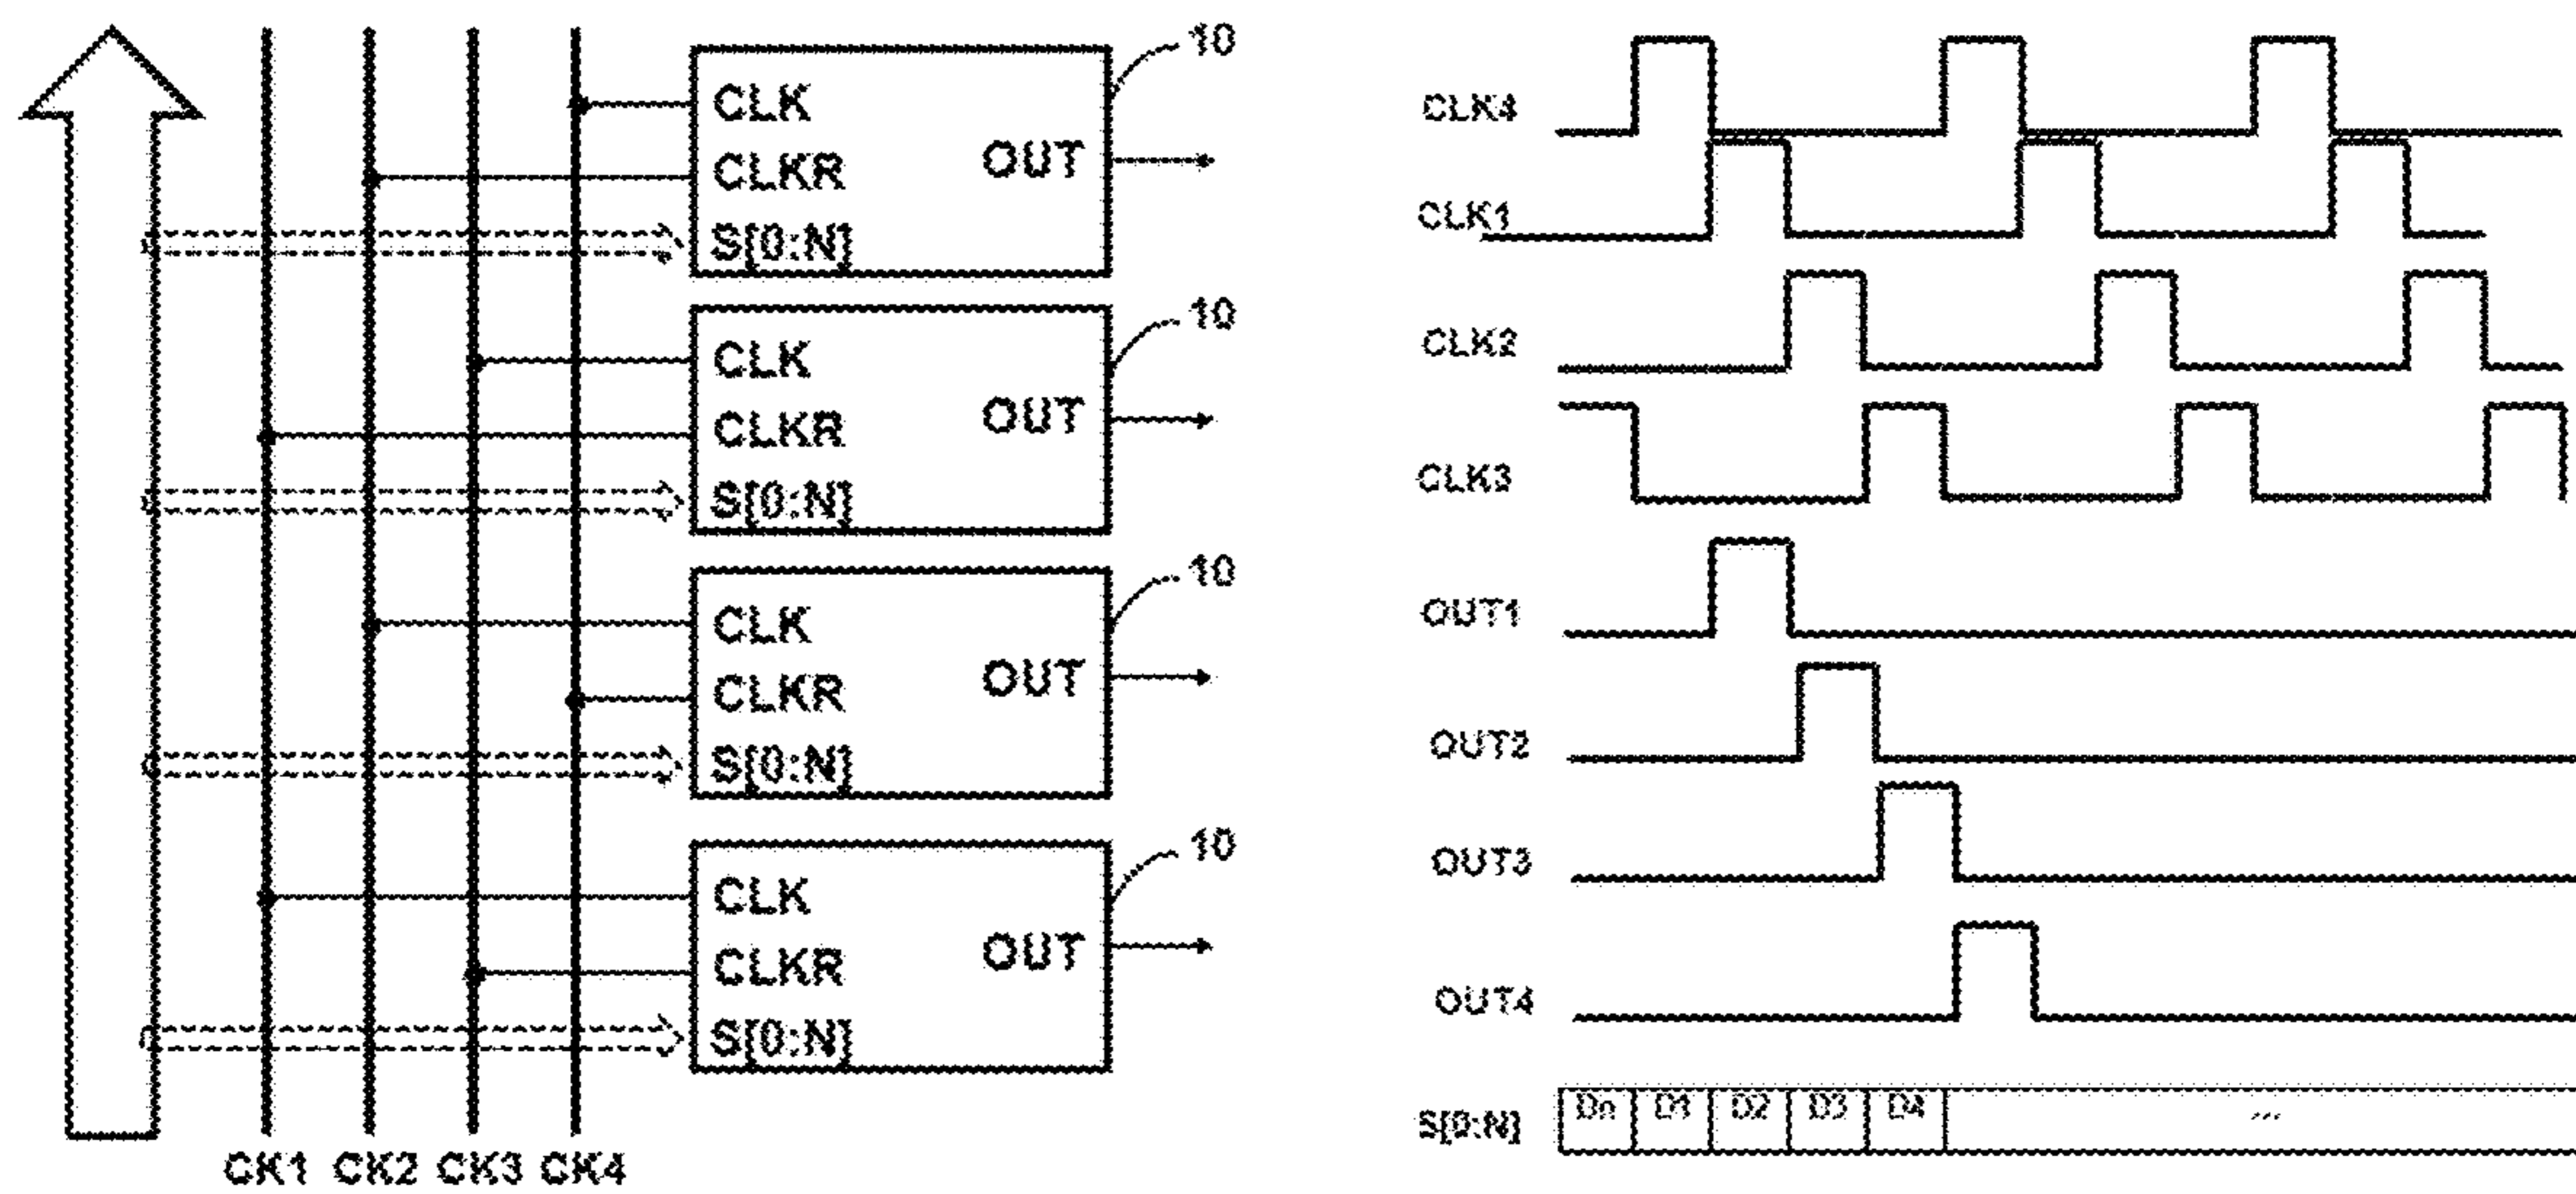 10
CLK
CLKR
OUT
S[0:N]
10
CLK
CLKR
OUT
S[0:N]
10
CLK
CLKR
OUT
S[0:N]
10
CLK
CLKR
OUT
S[0:N]
CK1 CK2 CK3 CK4
CLK4
CLK1
CLK2
CLK3
OUT1
OUT2
OUT3
OUT4
S[0:N] Dn D1 D2 D3 D4 ...